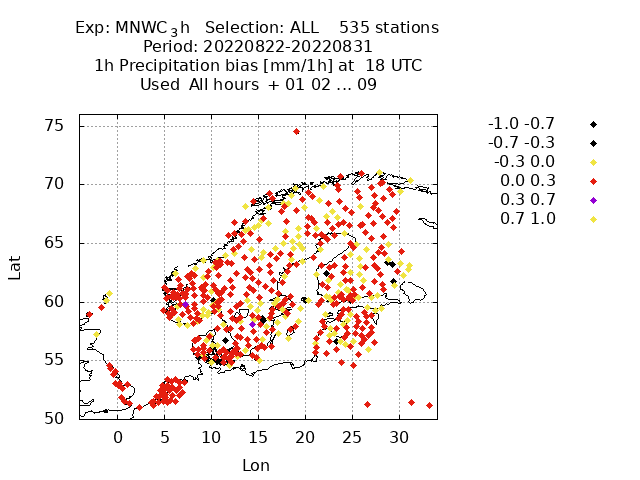 Exp: MNWC_3h   Selection: ALL    535 stations
Period: 20220822-20220831
1h Precipitation bias [mm/1h] at  18 UTC
Used  All hours  + 01 02 ... 09
-1.0 -0.7
-0.7 -0.3
-0.3 0.0
0.0 0.3
0.3 0.7
0.7 1.0
75
70
65
60
55
50
Lat
0 5 10 15 20 25 30
Lon